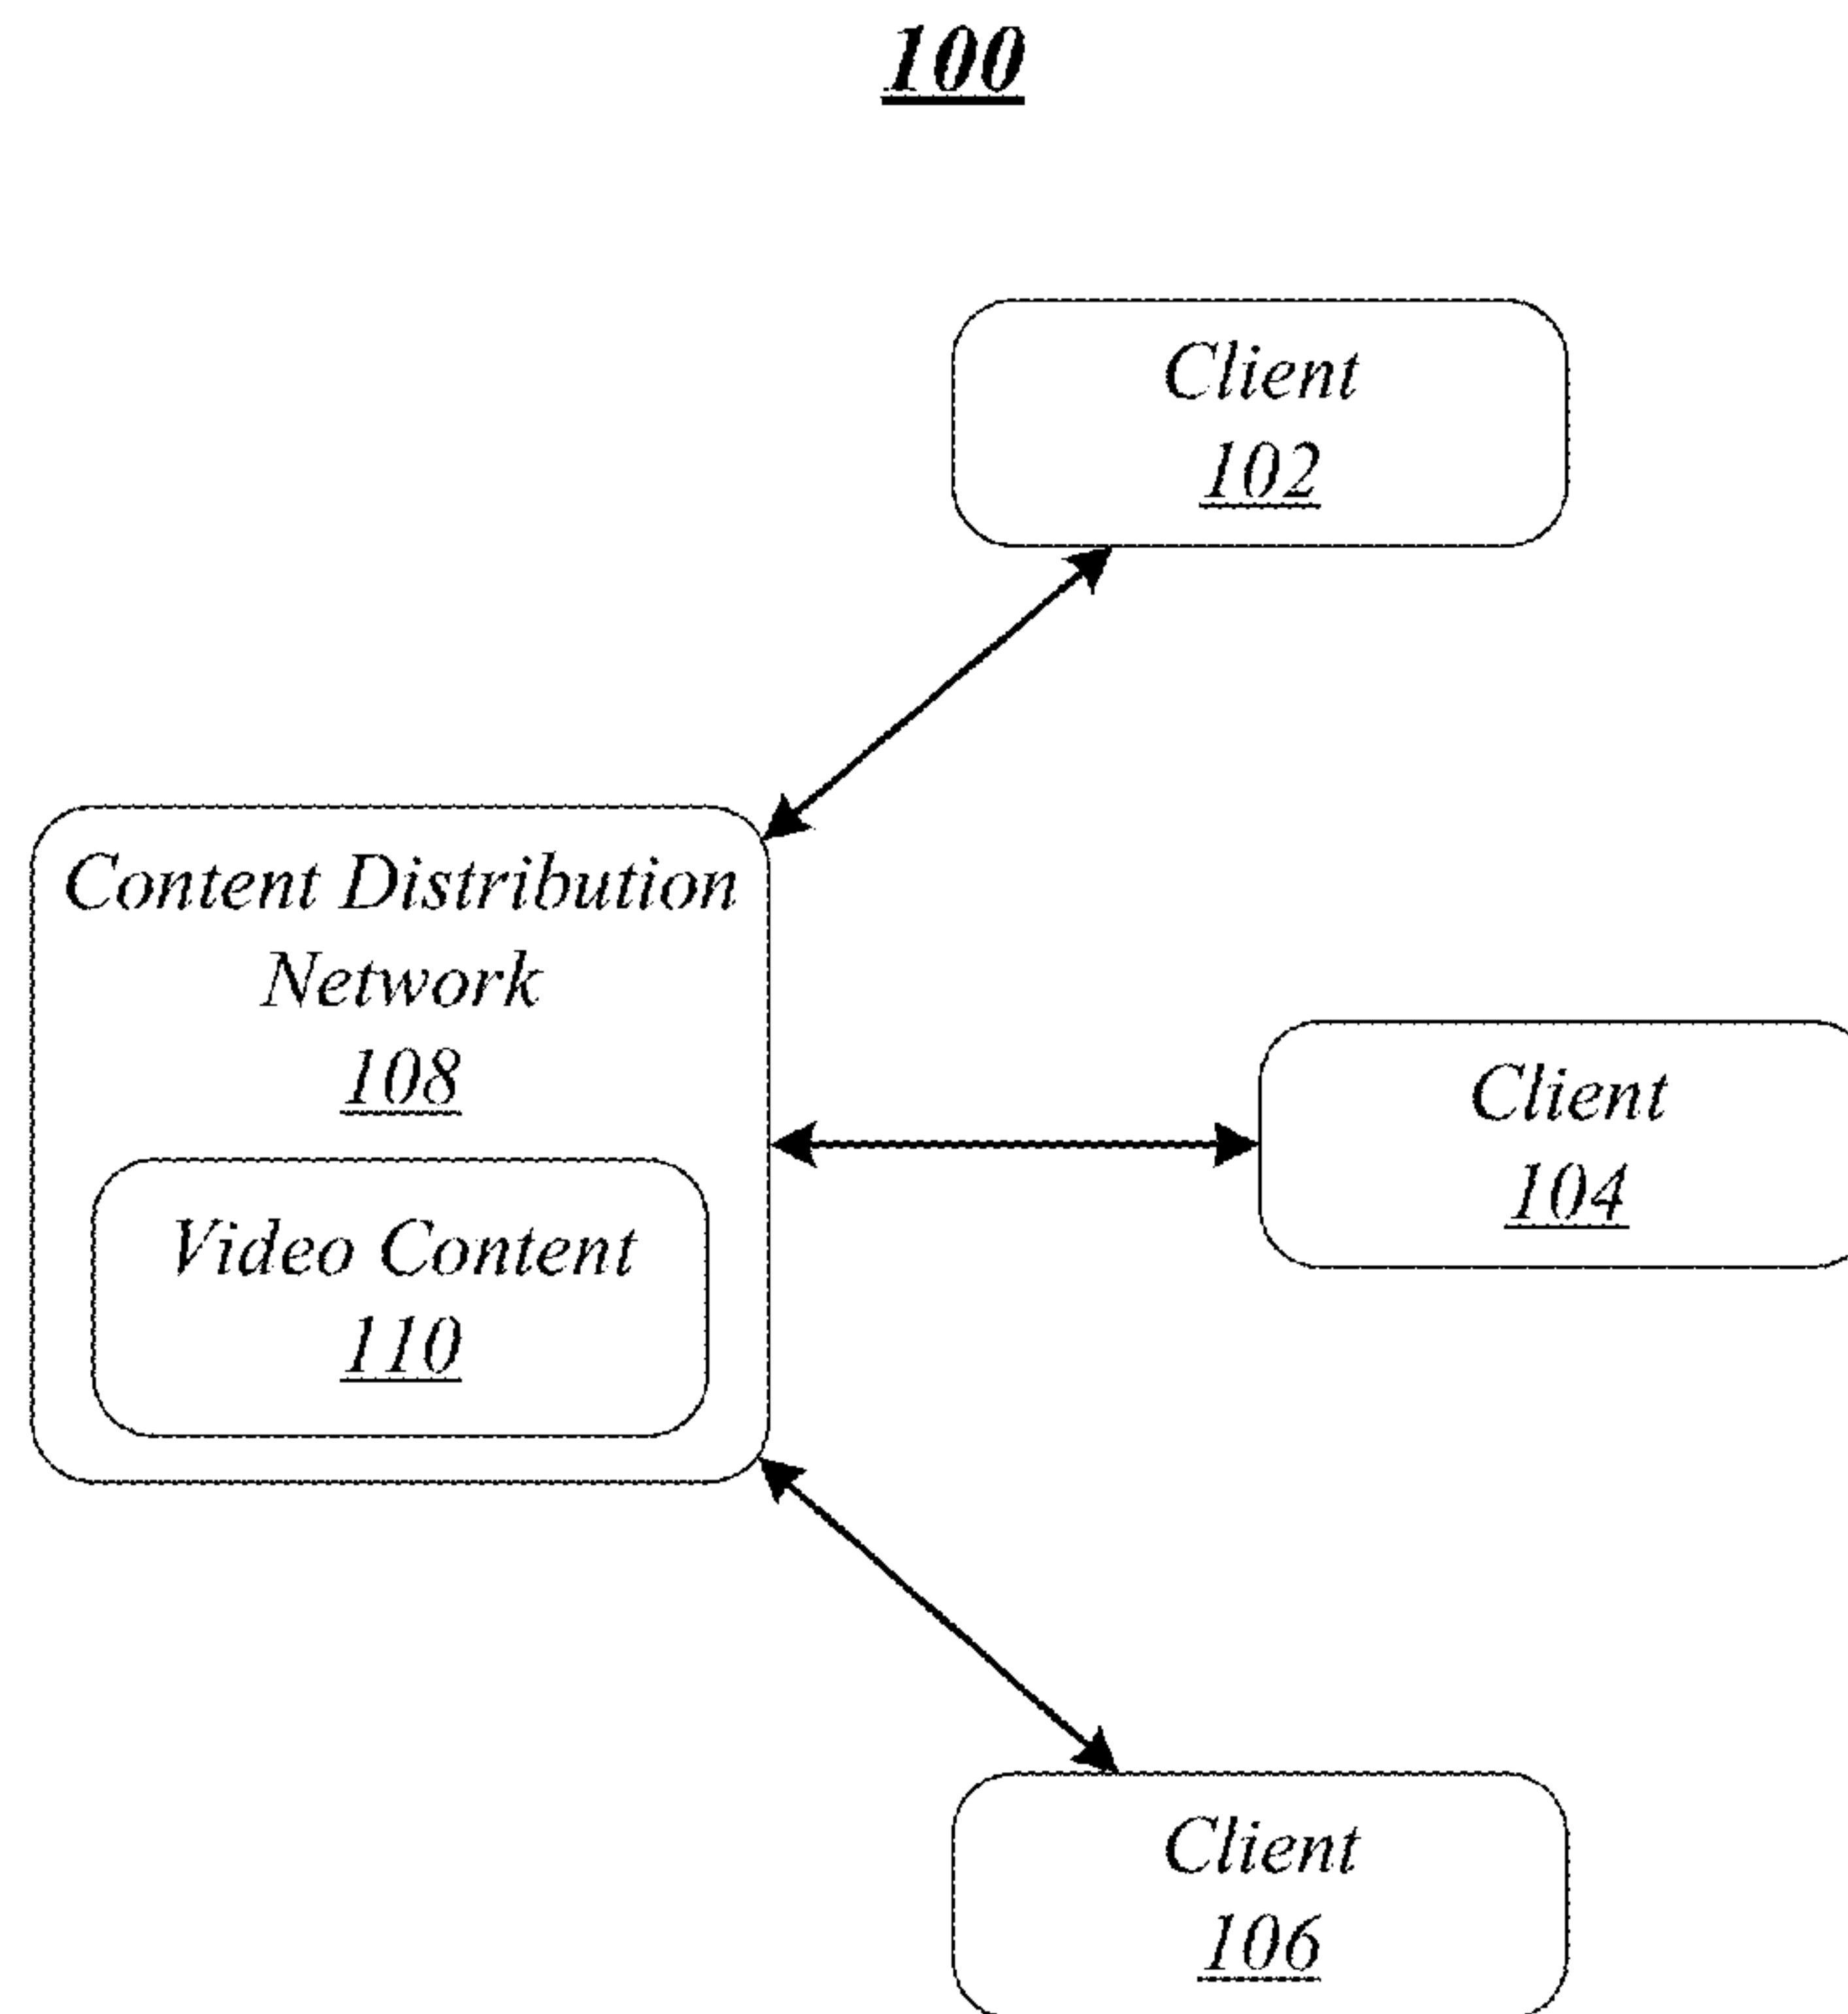 100
Client
102
Content Distribution
Network
108
Client
104
Video Content
110
Client
106